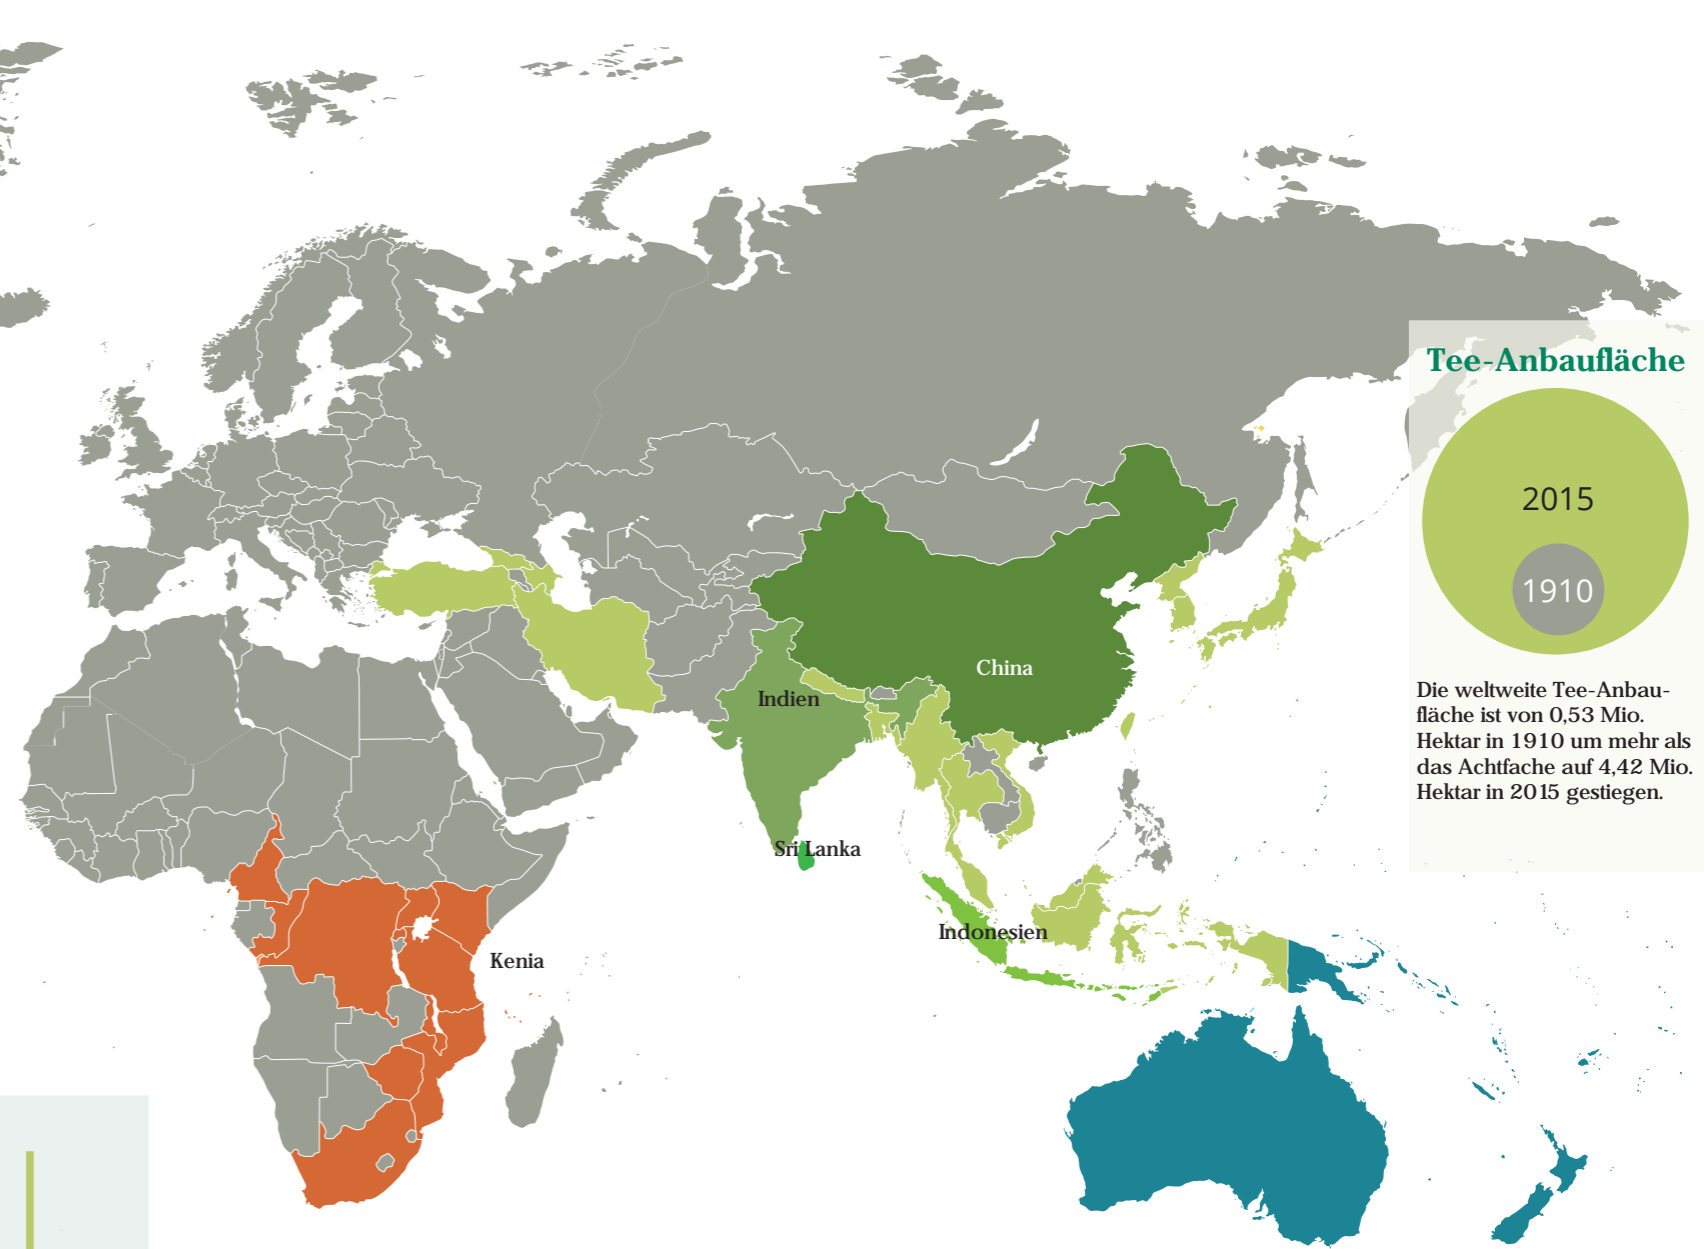 Tee-Anbaufläche
2015
1910
China
Indien
Die weltweite Tee-Anbau-
fläche ist von 0,53 Mio.
Hektar in 1910 um mehr als
das Achtfache auf 4,42 Mio.
Hektar in 2015 gestiegen.
Sri Lanka
Indonesien
Kenia